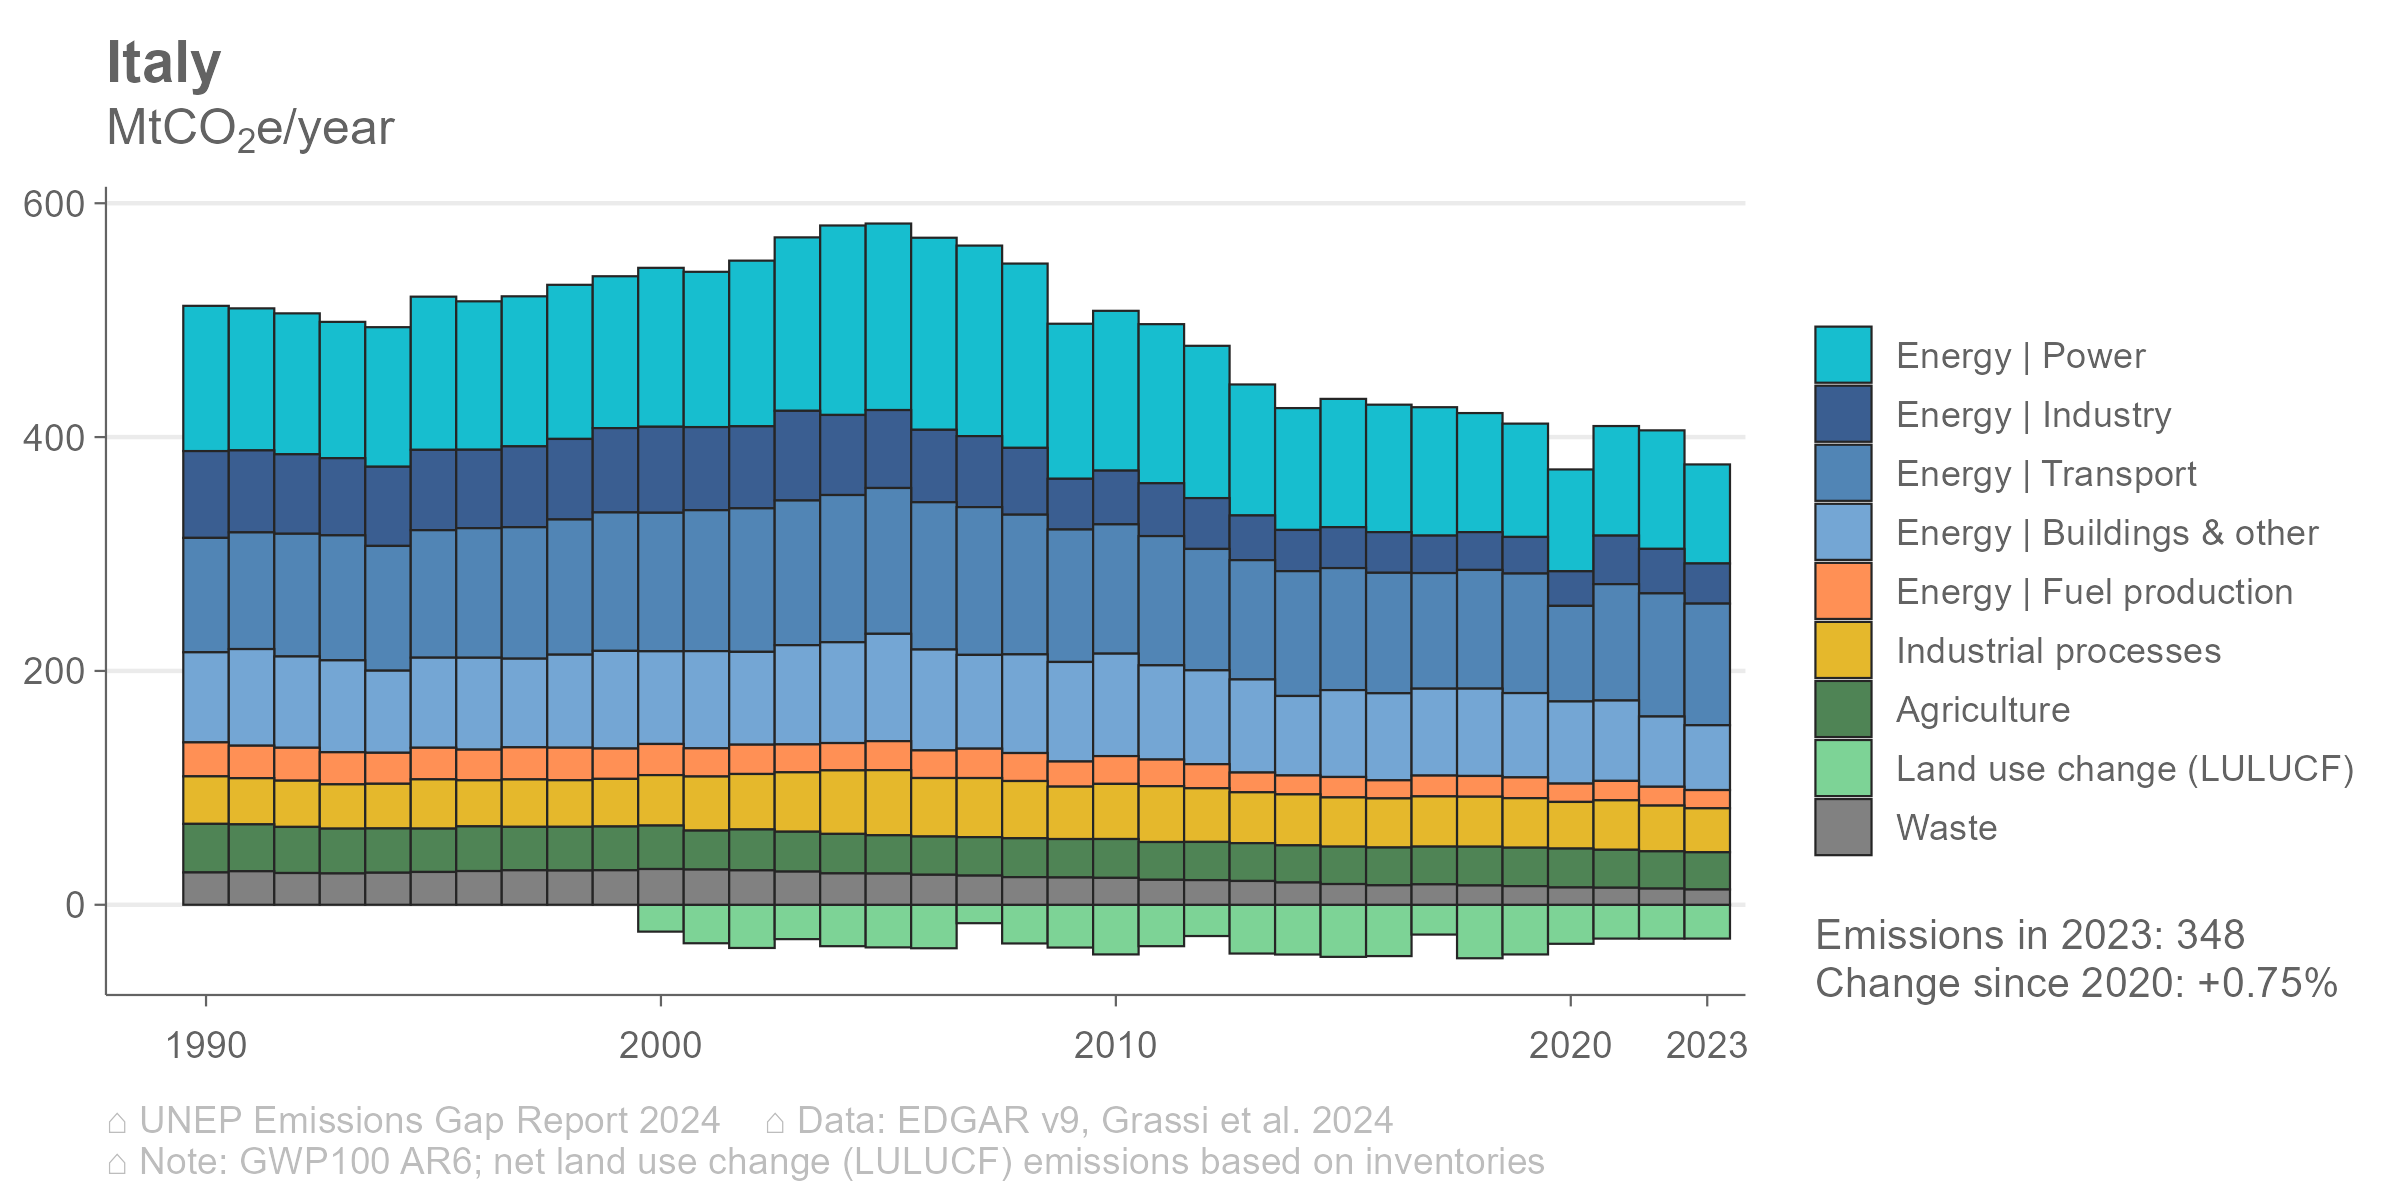 Italy
MtCO₂e/year
600
400
200
0
1990 2000 2010 2020 2023
Energy | Power
Energy | Industry
Energy | Transport
Energy | Buildings & other
Energy | Fuel production
Industrial processes
Agriculture
Land use change (LULUCF)
Waste
Emissions in 2023: 348
Change since 2020: +0.75%
⌂ UNEP Emissions Gap Report 2024 ⌂ Data: EDGAR v9, Grassi et al. 2024
⌂ Note: GWP100 AR6; net land use change (LULUCF) emissions based on inventories